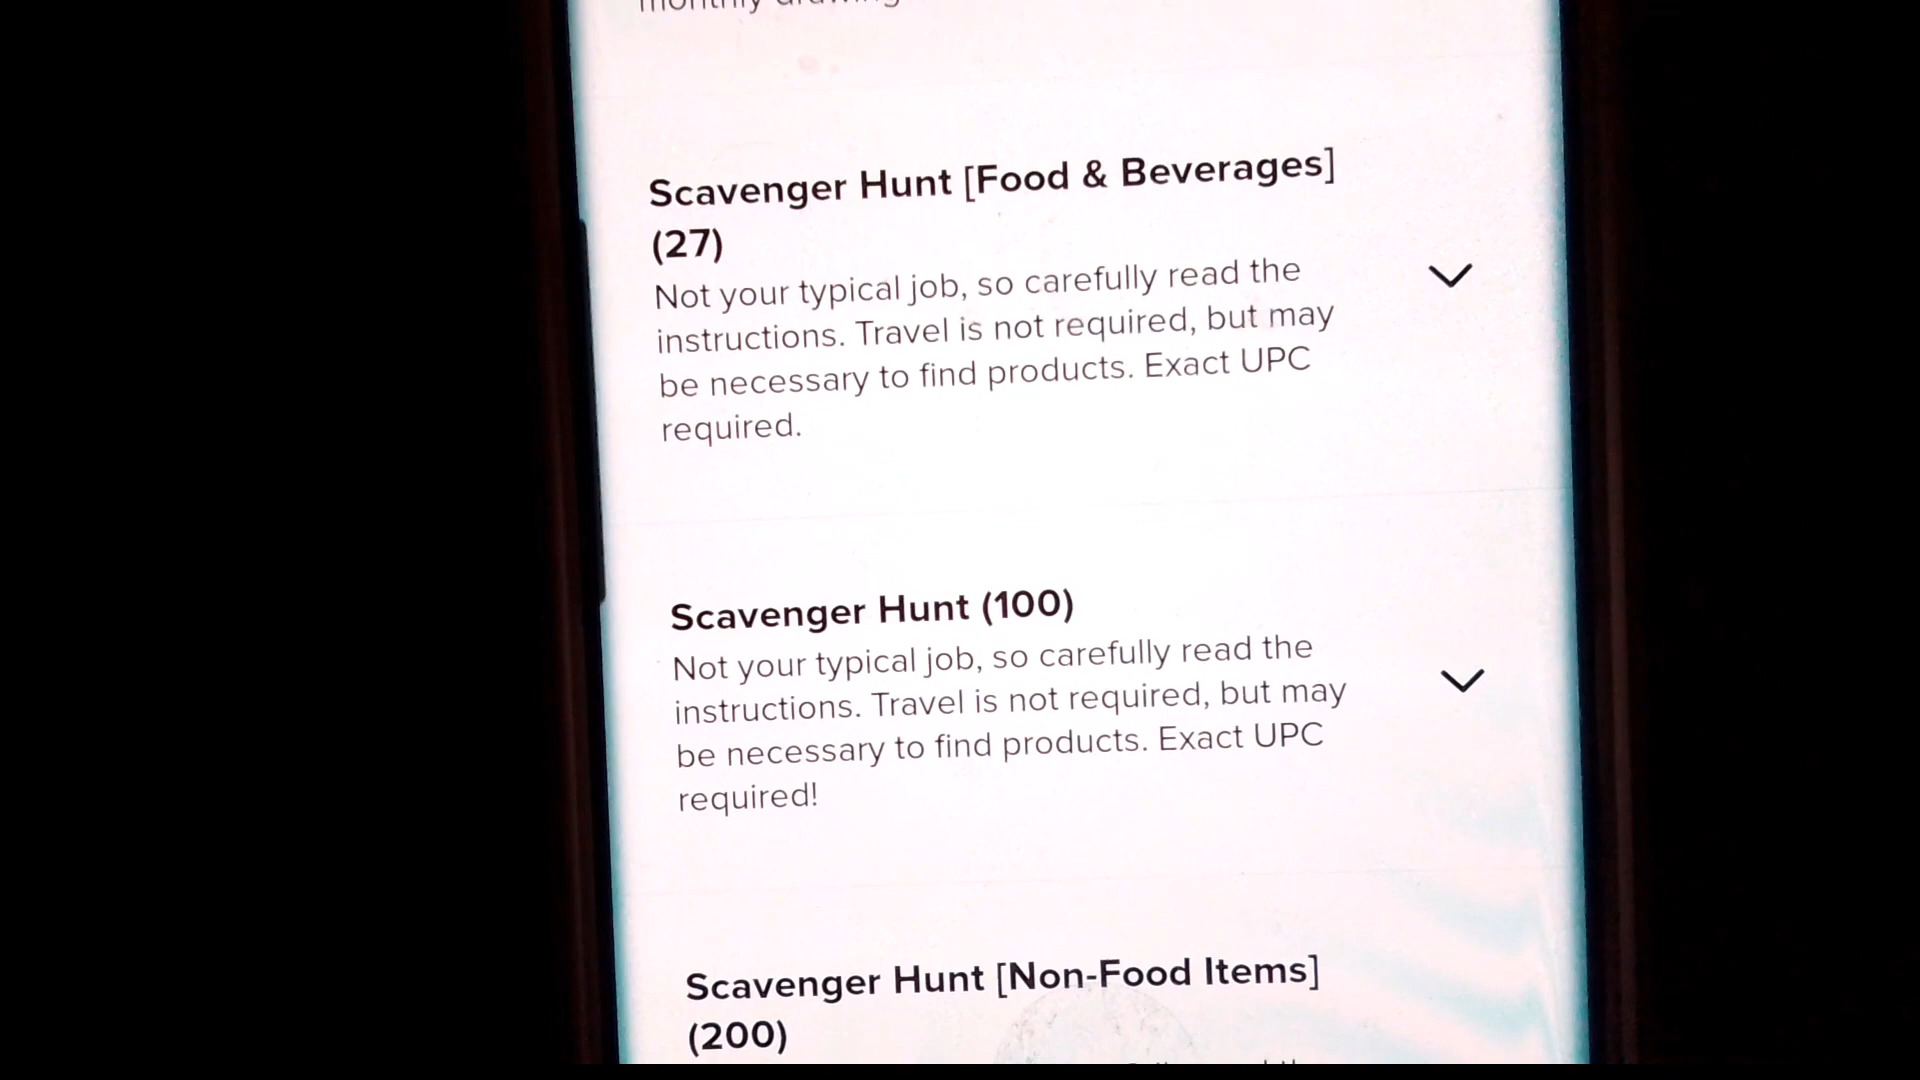 monthly drawing
Scavenger Hunt [Food & Beverages]
(27)
Not your typical job, so carefully read the
instructions. Travel is not required, but may
be necessary to find products. Exact UPC
required.
Scavenger Hunt (100)
Not your typical job, so carefully read the
instructions. Travel is not required, but may
be necessary to find products. Exact UPC
required!
Scavenger Hunt [Non-Food Items]
(200)